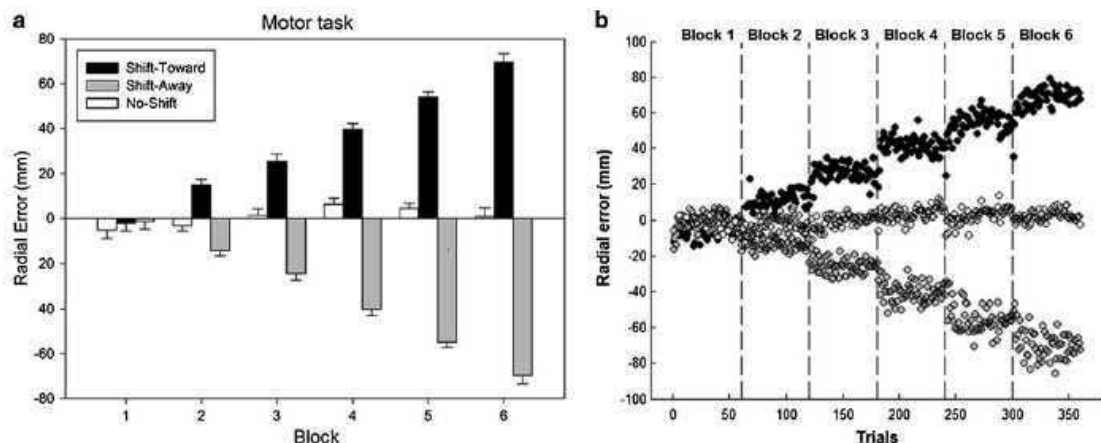 a
Motor task
80
60
40
20
0
20
-40
-60
-80
Radial Error (mm)
Shift-Toward
Shift-Away
No-Shift
1 2 3 4 5 6
Block
b
Block 1 Block 2 Block 3 Block 4 Block 5 Block 6
100
80
60
40
20
0
-20
-40
-60
-80
-100
Radial error (mm)
0 50 100 150 200 250 300 350
Trials